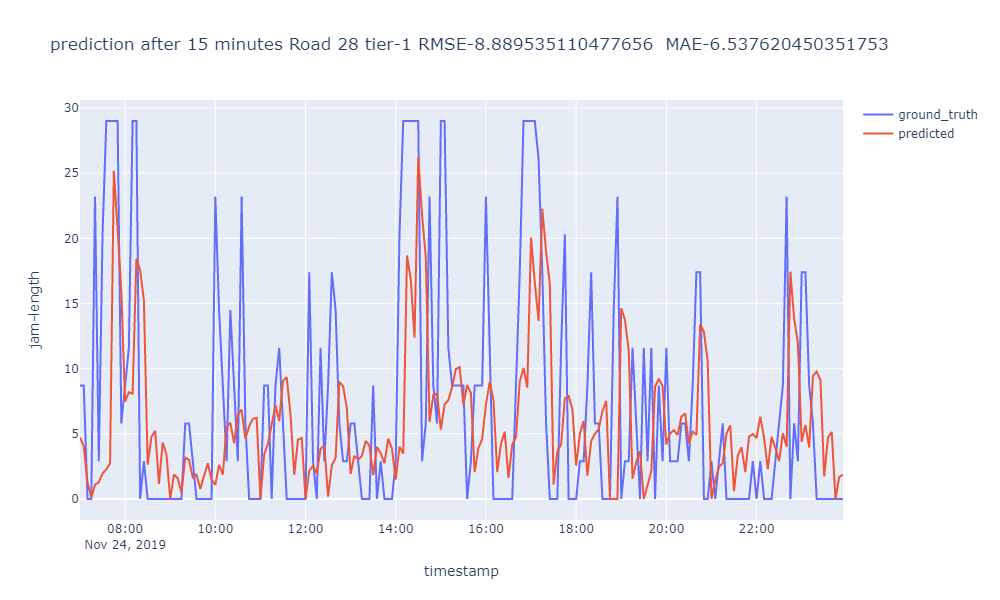 prediction after 15 minutes Road 28 tier-1 RMSE-8.889535110477656  MAE-6.537620450351753
ground_truth
predicted
30
25
20
15
10
5
0
jam-length
08:00 10:00 12:00 14:00 16:00 18:00 20:00 22:00
Nov 24, 2019
timestamp